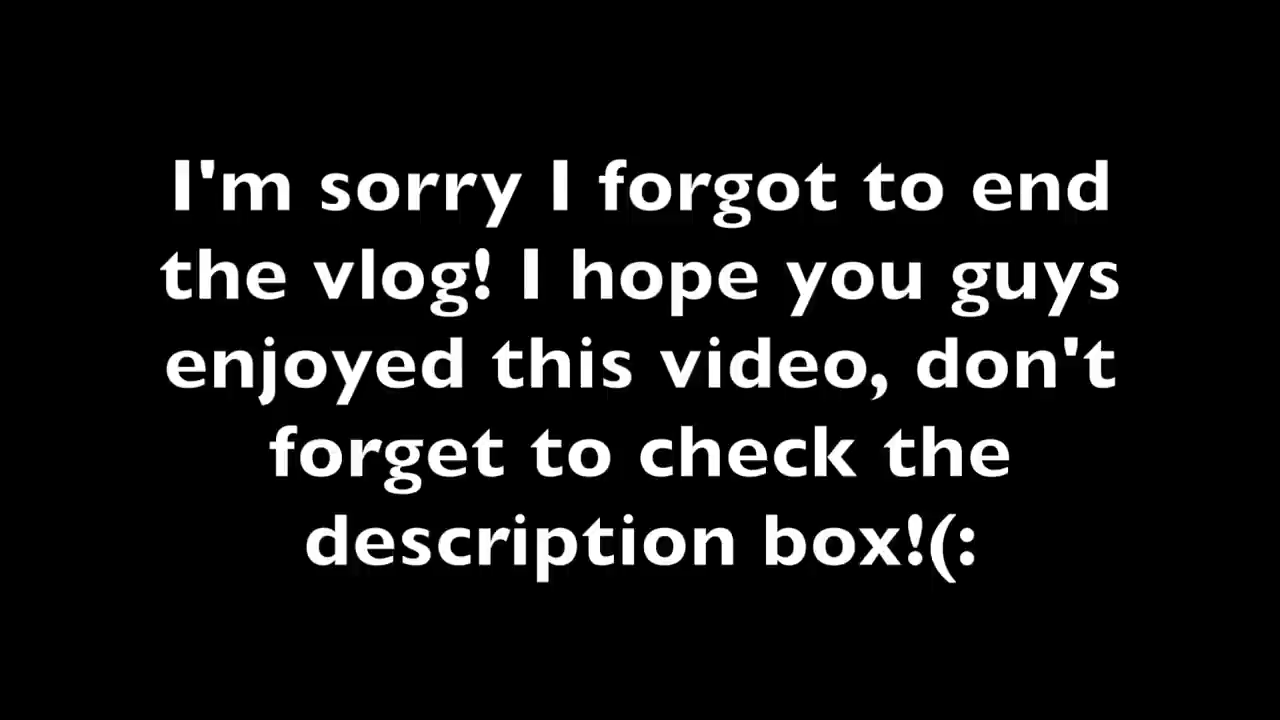 I'm sorry I forgot to end
the vlog! I hope you guys
enjoyed this video, don't
forget to check the
description box!(: